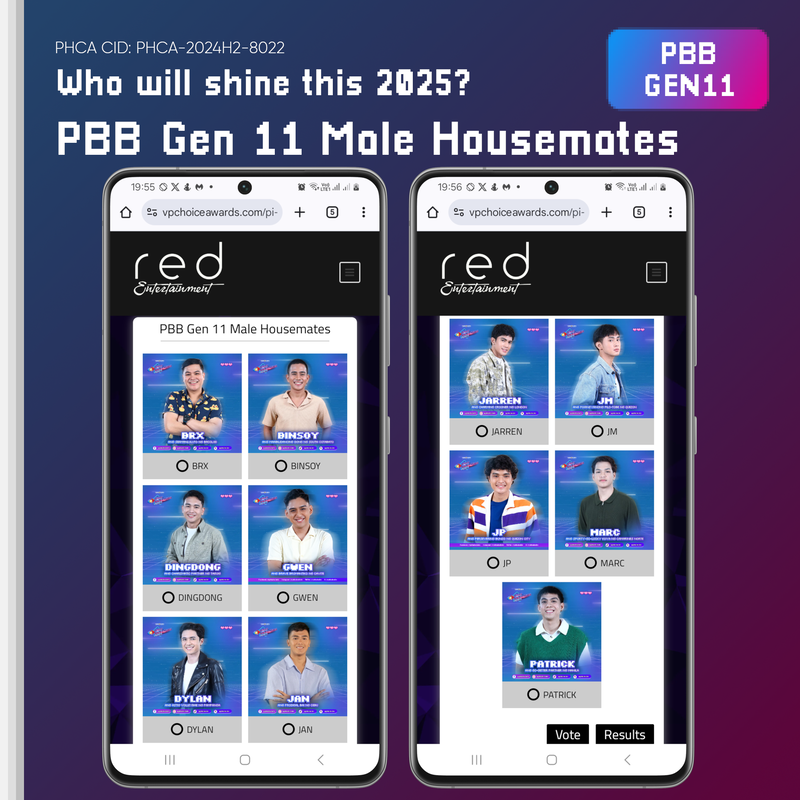 PHCA CID: PHCA-2024H2-8022
Who will shine this 2025?
PBB Gen 11 Male Housemates
PBB
GEN11
19:55
vpchoiceawards.com/pi-
5
red
Entertainment
PBB Gen 11 Male Housemates
BRX
BINSOY
BRX
BINSOY
DINGDONG
GWEN
DINGDONG
GWEN
DYLAN
JAN
DYLAN
JAN
19:56
vpchoiceawards.com/pi-
5
red
Entertainment
JARREN
JM
JARREN
JM
JP
MARC
JP
MARC
PATRICK
PATRICK
Vote
Results